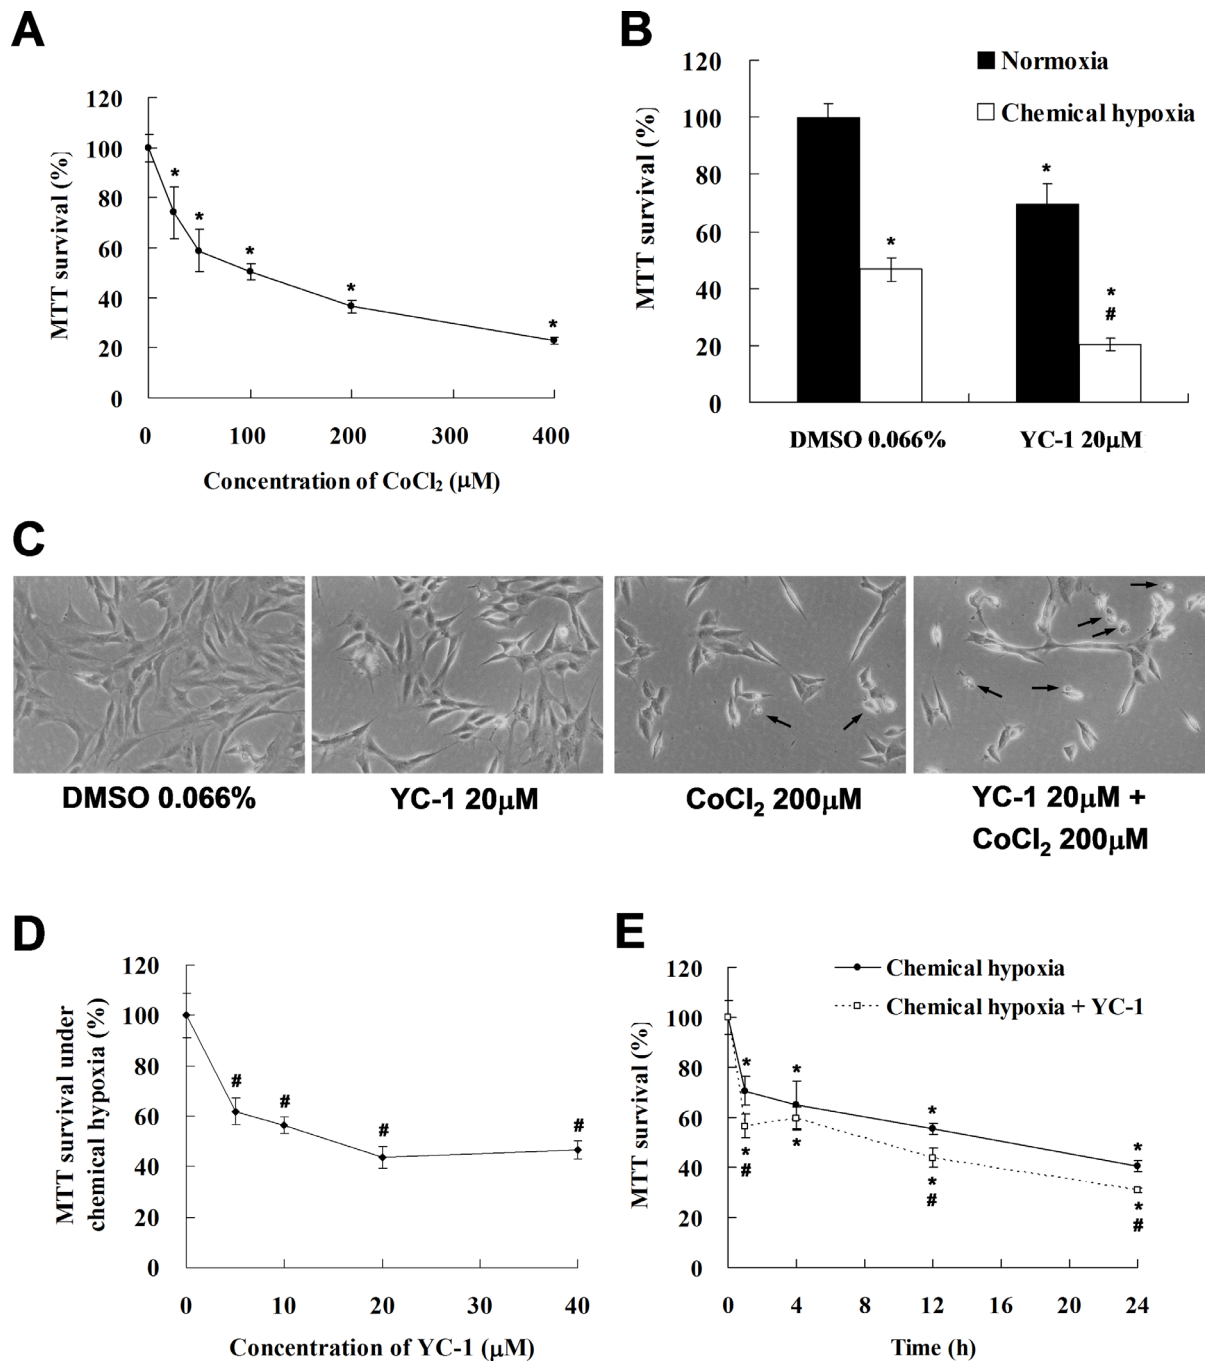 A
120
100
80
60
40
20
0
MTT survival (%)
*
*
*
*
*
0
100
200
300
400
Concentration of CoCl₂ (μM)
B
Normoxia
Chemical hypoxia
120
100
80
60
40
20
0
MTT survival (%)
*
*
*
#
DMSO 0.066%
YC-1 20μM
C
DMSO 0.066%
YC-1 20μM
CoCl₂ 200μM
YC-1 20μM +
CoCl₂ 200μM
D
120
100
80
60
40
20
0
MTT survival under
chemical hypoxia (%)
#
#
#
#
0
10
20
30
40
Concentration of YC-1 (μM)
E
Chemical hypoxia
Chemical hypoxia + YC-1
120
100
80
60
40
20
0
MTT survival (%)
*
*
*
*
*
#
*
*
#
*
#
0
4
8
12
16
20
24
Time (h)